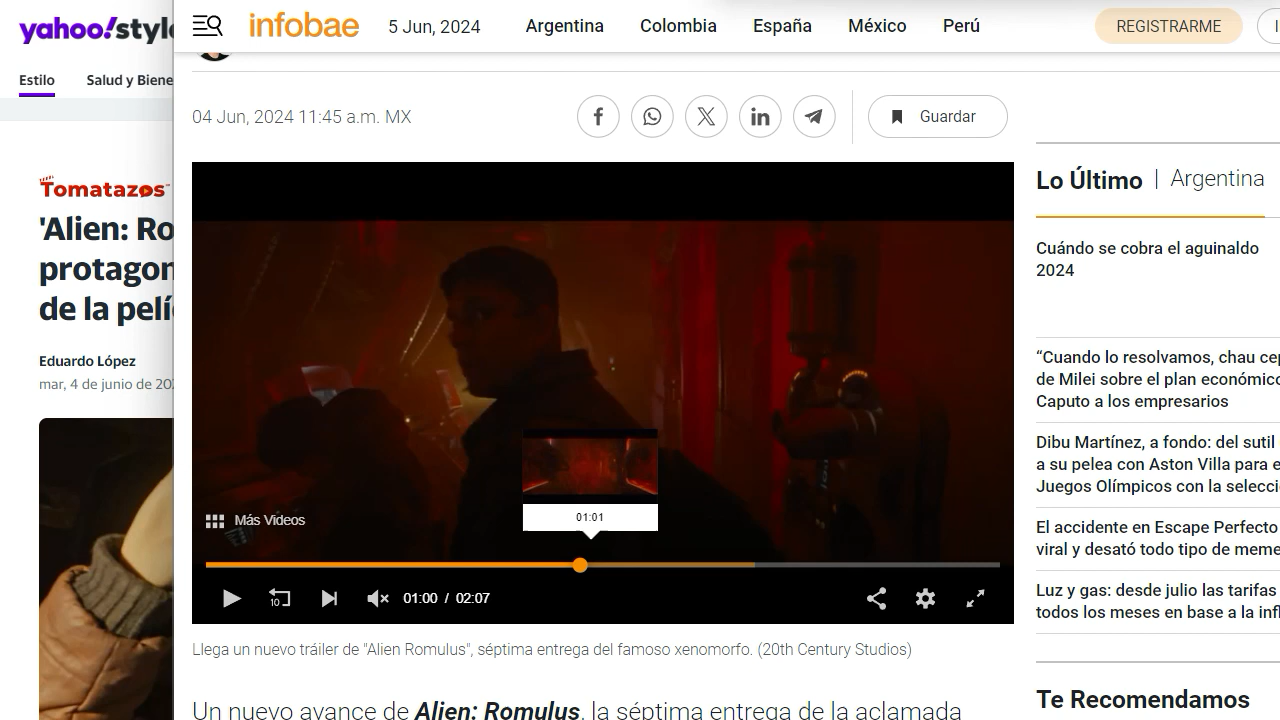 yahoo!style
Estilo
Salud y Biene
Tomatazos
'Alien: Ro
protagon
de la pelí
Eduardo López
mar, 4 de junio de 202
infobae
5 Jun, 2024
Argentina
Colombia
España
México
Perú
REGISTRARME
04 Jun, 2024 11:45 a.m. MX
Guardar
Más Videos
01:01
10
01:00 / 02:07
Llega un nuevo tráiler de "Alien Romulus", séptima entrega del famoso xenomorfo. (20th Century Studios)
Un nuevo avance de Alien: Romulus, la séptima entrega de la aclamada
Lo Último | Argentina
Cuándo se cobra el aguinaldo
2024
“Cuando lo resolvamos, chau cep
de Milei sobre el plan económico
Caputo a los empresarios
Dibu Martínez, a fondo: del sutil
a su pelea con Aston Villa para e
Juegos Olímpicos con la selecci
El accidente en Escape Perfecto
viral y desató todo tipo de meme
Luz y gas: desde julio las tarifas
todos los meses en base a la infl
Te Recomendamos